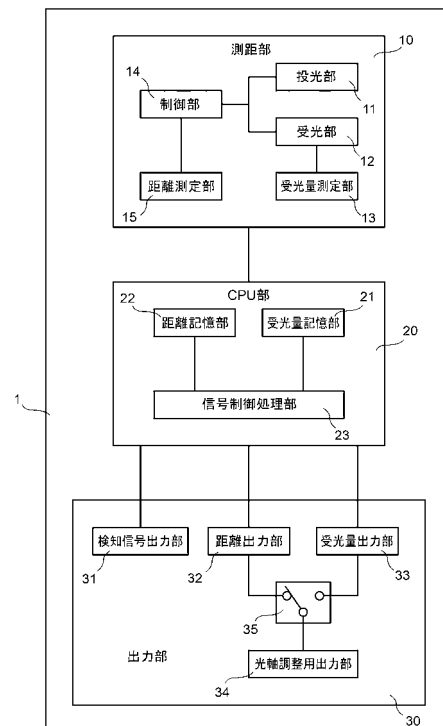 測距部
10
14
投光部
制御部
11
受光部
12
距離測定部
受光量測定部
15
13
CPU部
22
21
距離記憶部
受光量記憶部
20
信号制御処理部
23
1
検知信号出力部
距離出力部
受光量出力部
31
32
33
35
出力部
光軸調整用出力部
34
30